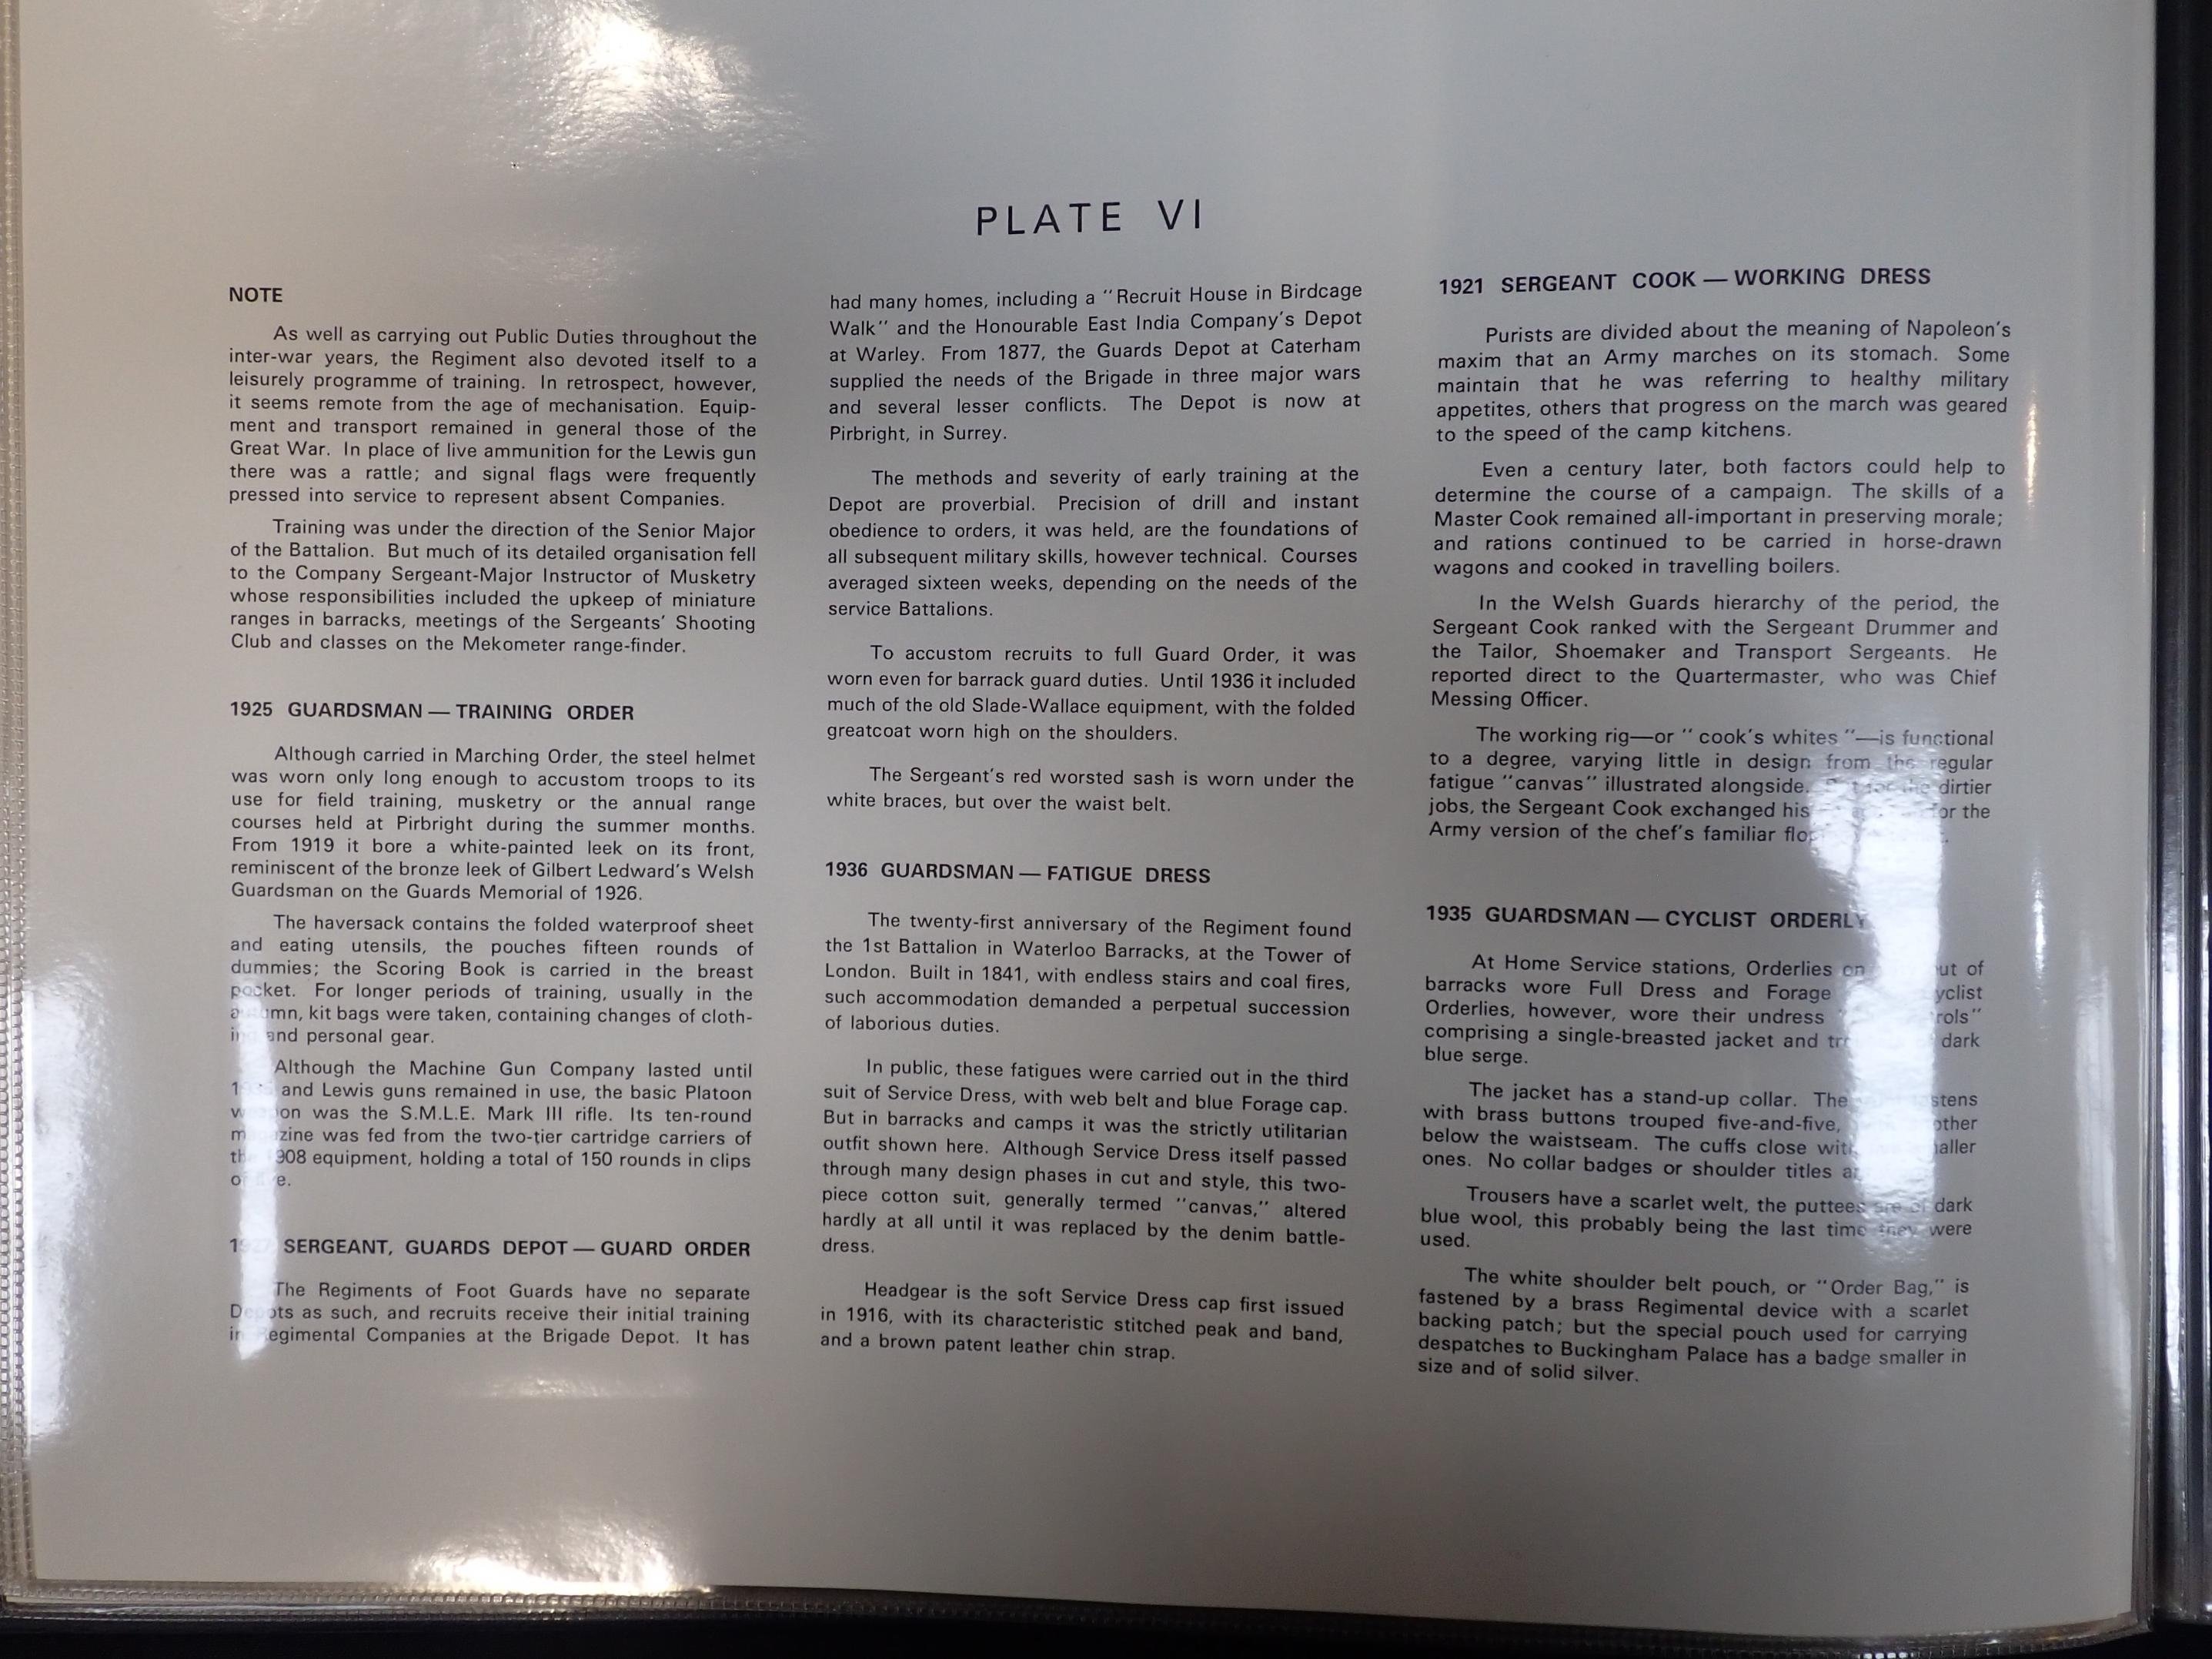 PLATE VI
NOTE
As well as carrying out Public Duties throughout the
inter-war years, the Regiment also devoted itself to a
leisurely programme of training. In retrospect, however,
it seems remote from the age of mechanisation. Equip-
ment and transport remained in general those of the
Great War. In place of live ammunition for the Lewis gun
there was a rattle; and signal flags were frequently
pressed into service to represent absent Companies.
Training was under the direction of the Senior Major
of the Battalion. But much of its detailed organisation fell
to the Company Sergeant-Major Instructor of Musketry
whose responsibilities included the upkeep of miniature
ranges in barracks, meetings of the Sergeants' Shooting
Club and classes on the Mekometer range-finder.
1925 GUARDSMAN — TRAINING ORDER
Although carried in Marching Order, the steel helmet
was worn only long enough to accustom troops to its
use for field training, musketry or the annual range
courses held at Pirbright during the summer months.
From 1919 it bore a white-painted leek on its front,
reminiscent of the bronze leek of Gilbert Ledward's Welsh
Guardsman on the Guards Memorial of 1926.
The haversack contains the folded waterproof sheet
and eating utensils, the pouches fifteen rounds of
dummies; the Scoring Book is carried in the breast
pocket. For longer periods of training, usually in the
autumn, kit bags were taken, containing changes of cloth-
ing and personal gear.
Although the Machine Gun Company lasted until
and Lewis guns remained in use, the basic Platoon
weapon was the S.M.L.E. Mark III rifle. Its ten-round
magazine was fed from the two-tier cartridge carriers of
the 1908 equipment, holding a total of 150 rounds in clips
of five.
SERGEANT, GUARDS DEPOT — GUARD ORDER
The Regiments of Foot Guards have no separate
Depots as such, and recruits receive their initial training
in Regimental Companies at the Brigade Depot. It has
had many homes, including a "Recruit House in Birdcage
Walk" and the Honourable East India Company's Depot
at Warley. From 1877, the Guards Depot at Caterham
supplied the needs of the Brigade in three major wars
and several lesser conflicts. The Depot is now at
Pirbright, in Surrey.
The methods and severity of early training at the
Depot are proverbial. Precision of drill and instant
obedience to orders, it was held, are the foundations of
all subsequent military skills, however technical. Courses
averaged sixteen weeks, depending on the needs of the
service Battalions.
To accustom recruits to full Guard Order, it was
worn even for barrack guard duties. Until 1936 it included
much of the old Slade-Wallace equipment, with the folded
greatcoat worn high on the shoulders.
The Sergeant's red worsted sash is worn under the
white braces, but over the waist belt.
1936 GUARDSMAN — FATIGUE DRESS
The twenty-first anniversary of the Regiment found
the 1st Battalion in Waterloo Barracks, at the Tower of
London. Built in 1841, with endless stairs and coal fires,
such accommodation demanded a perpetual succession
of laborious duties.
In public, these fatigues were carried out in the third
suit of Service Dress, with web belt and blue Forage cap.
But in barracks and camps it was the strictly utilitarian
outfit shown here. Although Service Dress itself passed
through many design phases in cut and style, this two-
piece cotton suit, generally termed "canvas," altered
hardly at all until it was replaced by the denim battle-
dress.
Headgear is the soft Service Dress cap first issued
in 1916, with its characteristic stitched peak and band,
and a brown patent leather chin strap.
1921 SERGEANT COOK — WORKING DRESS
Purists are divided about the meaning of Napoleon's
maxim that an Army marches on its stomach. Some
maintain that he was referring to healthy military
appetites, others that progress on the march was geared
to the speed of the camp kitchens.
Even a century later, both factors could help to
determine the course of a campaign. The skills of a
Master Cook remained all-important in preserving morale;
and rations continued to be carried in horse-drawn
wagons and cooked in travelling boilers.
In the Welsh Guards hierarchy of the period, the
Sergeant Cook ranked with the Sergeant Drummer and
the Tailor, Shoemaker and Transport Sergeants. He
reported direct to the Quartermaster, who was Chief
Messing Officer.
The working rig—or "cook's whites"—is functional
to a degree, varying little in design from the regular
fatigue "canvas" illustrated alongside. dirtier
jobs, the Sergeant Cook exchanged his for the
Army version of the chef's familiar
1935 GUARDSMAN — CYCLIST ORDERLY
At Home Service stations, Orderlies on out of
barracks wore Full Dress and Forage Cyclist
Orderlies, however, wore their undress
comprising a single-breasted jacket and dark
blue serge.
The jacket has a stand-up collar. The fastens
with brass buttons trouped five-and-five, other
below the waistseam. The cuffs close with smaller
ones. No collar badges or shoulder titles
Trousers have a scarlet welt, the puttees are of dark
blue wool, this probably being the last time they were
used.
The white shoulder belt pouch, or "Order Bag," is
fastened by a brass Regimental device with a scarlet
backing patch; but the special pouch used for carrying
despatches to Buckingham Palace has a badge smaller in
size and of solid silver.